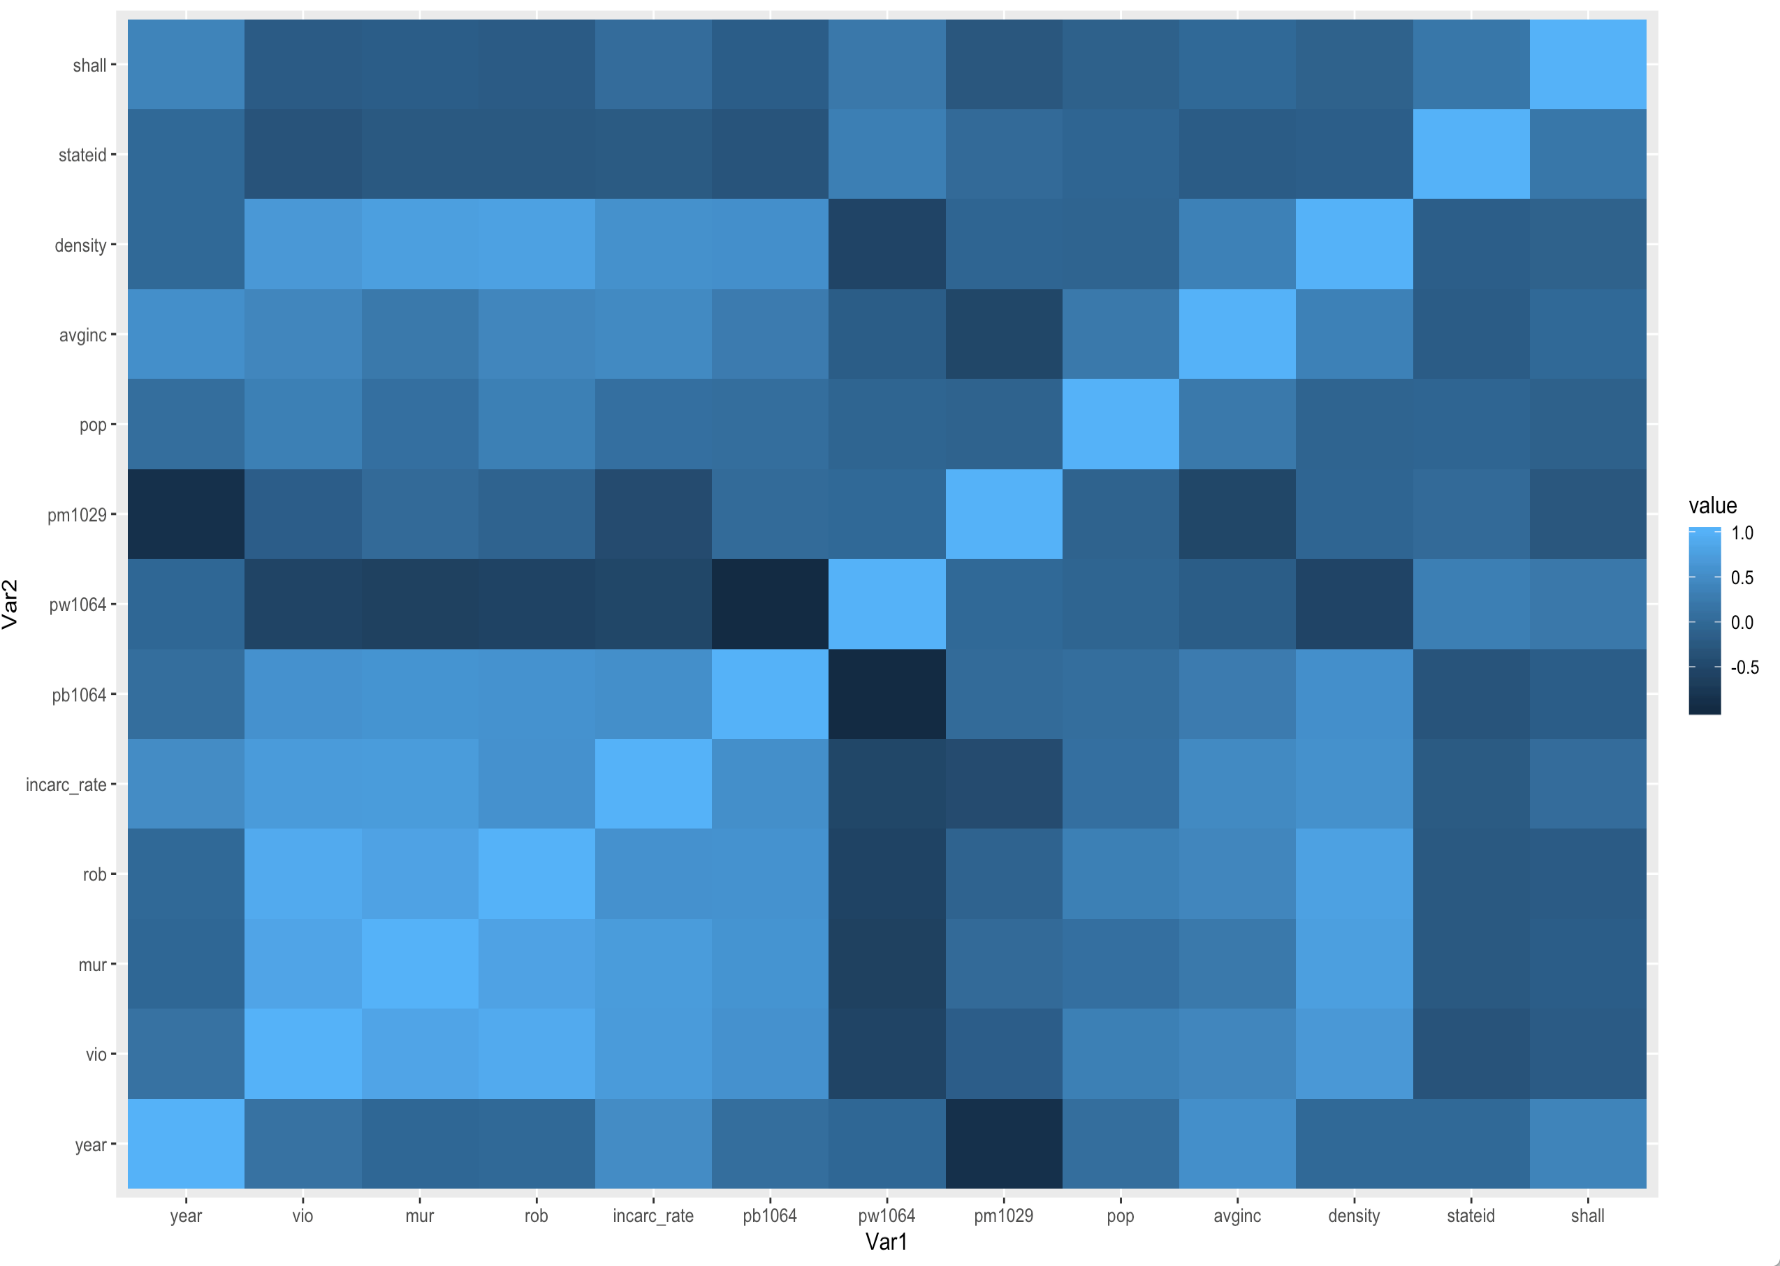 shall
stateid
density
avginc
pop
pm1029
pw1064
pb1064
incarc_rate
rob
mur
vio
year
Var2
year vio mur rob incarc_rate pb1064 pw1064 pm1029 pop avginc density stateid shall
Var1
value
1.0
0.5
0.0
-0.5